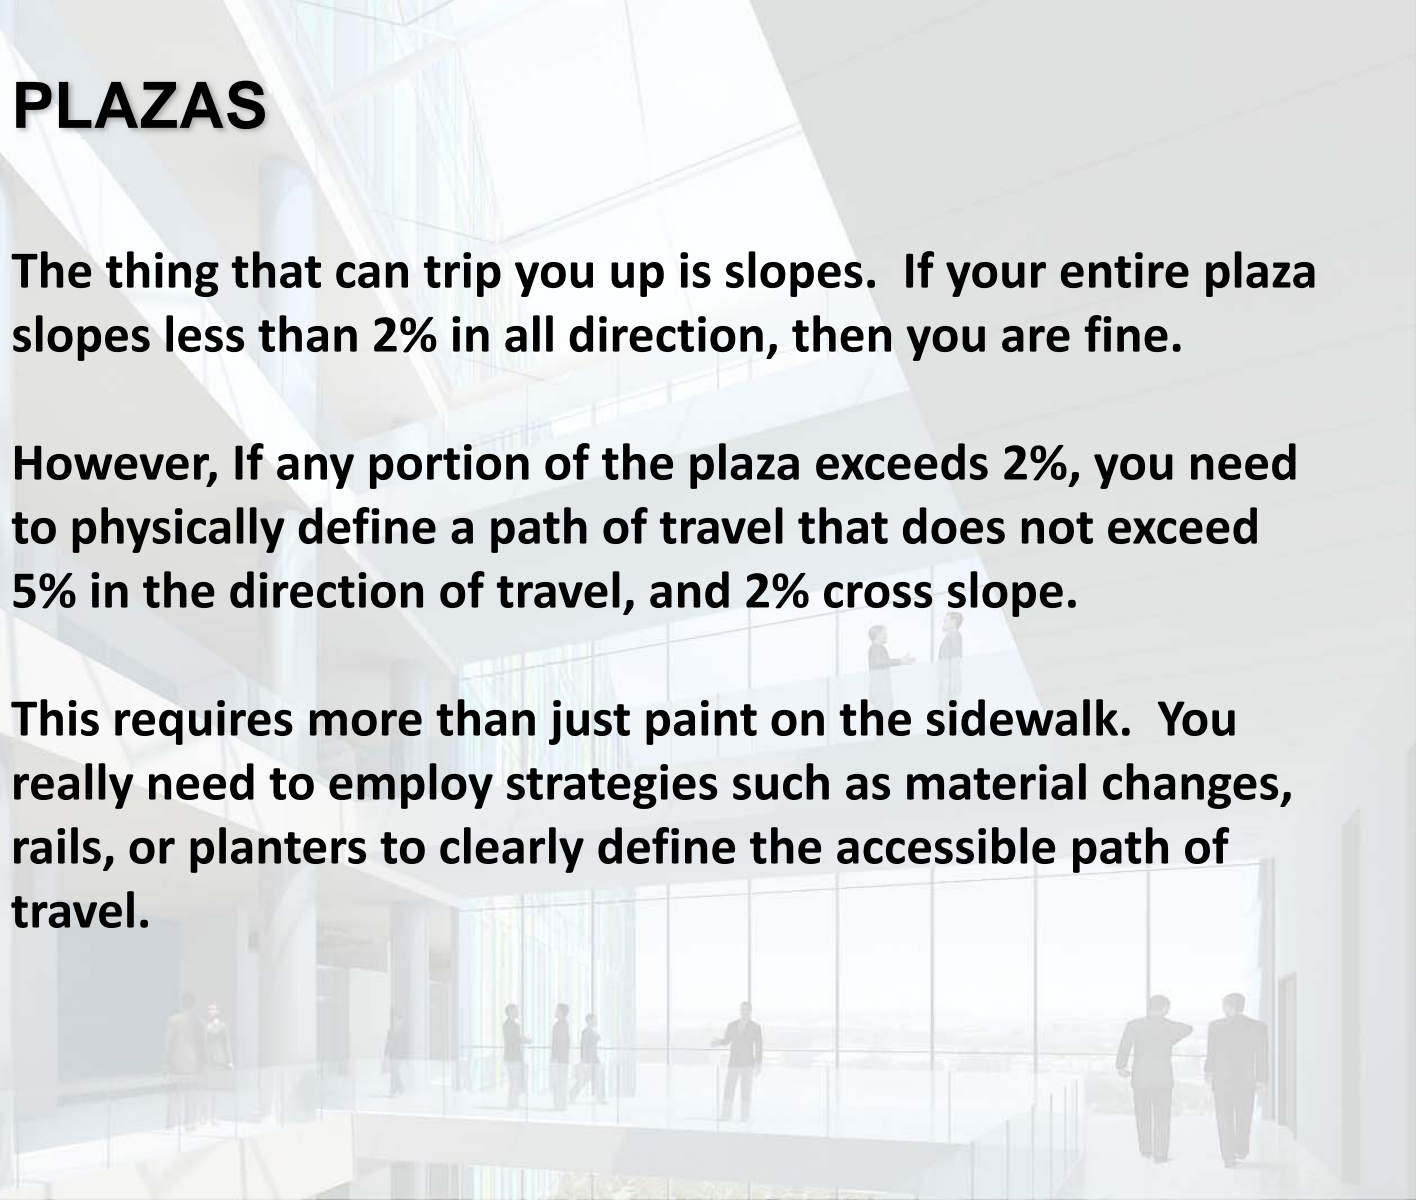 PLAZAS
The thing that can trip you up is slopes.  If your entire plaza
slopes less than 2% in all direction, then you are fine.
However, If any portion of the plaza exceeds 2%, you need
to physically define a path of travel that does not exceed
5% in the direction of travel, and 2% cross slope.
This requires more than just paint on the sidewalk.  You
really need to employ strategies such as material changes,
rails, or planters to clearly define the accessible path of
travel.